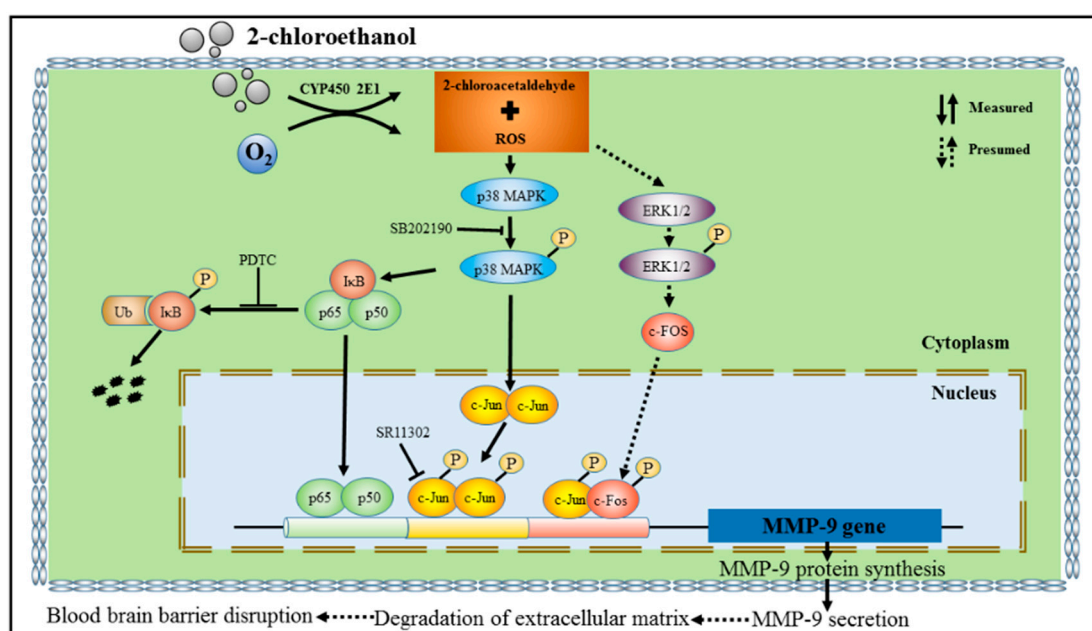 2-chloroethanol
CYP450 2E1
2-chloroacetaldehyde
+
ROS
O2
Measured
Presumed
p38 MAPK
ERK1/2
SB202190
P
P
p38 MAPK
ERK1/2
PDTC
P
IκB
Ub
IκB
p65
p50
c-FOS
Cytoplasm
Nucleus
c-Jun
c-Jun
SR11302
P
P
P
P
p65
p50
c-Jun
c-Jun
c-Jun
c-Fos
MMP-9 gene
MMP-9 protein synthesis
Blood brain barrier disruption
Degradation of extracellular matrix
MMP-9 secretion